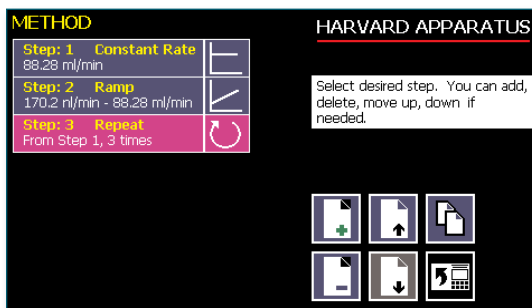 METHOD
Step: 1 Constant Rate
88.28 ml/min
Step: 2 Ramp
170.2 nl/min - 88.28 ml/min
Step: 3 Repeat
From Step 1, 3 times
HARVARD APPARATUS
Select desired step. You can add,
delete, move up, down if
needed.